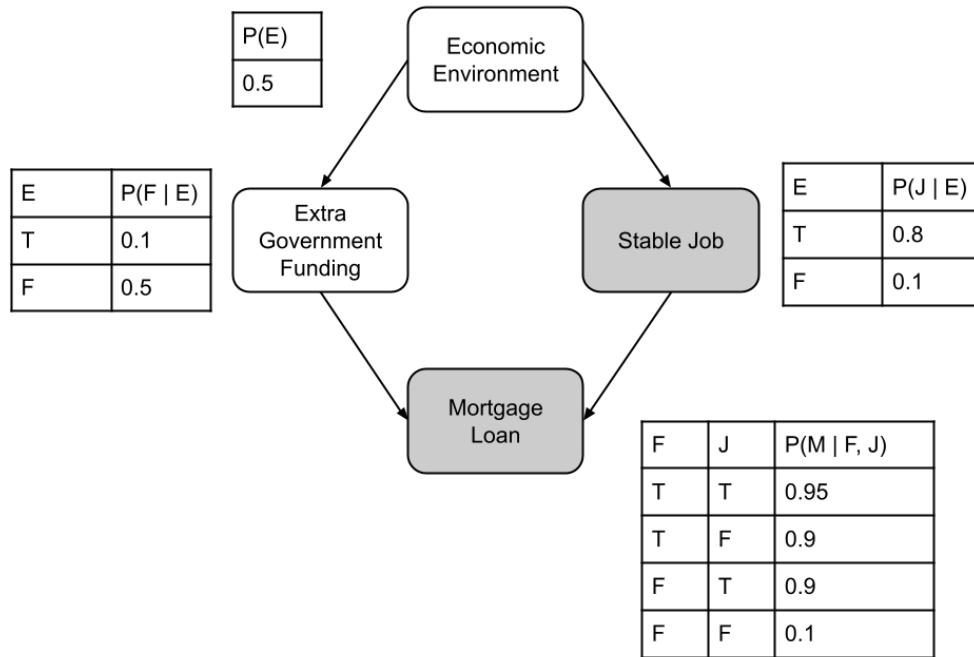 P(E)
0.5
Economic
Environment
E P(F | E)
T 0.1
F 0.5
Extra
Government
Funding
Stable Job
E P(J | E)
T 0.8
F 0.1
Mortgage
Loan
F J P(M | F, J)
T T 0.95
T F 0.9
F T 0.9
F F 0.1